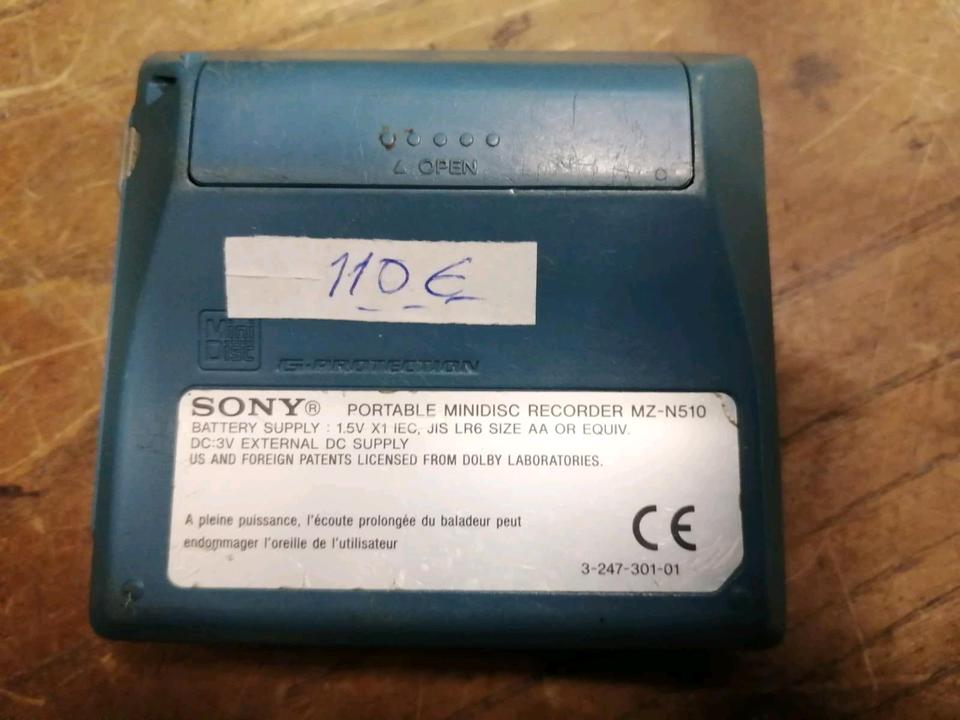 △ OPEN
110 €
Mini
Disc
G-PROTECTION
SONY® PORTABLE MINIDISC RECORDER MZ-N510
BATTERY SUPPLY : 1.5V X1 IEC, JIS LR6 SIZE AA OR EQUIV.
DC:3V EXTERNAL DC SUPPLY
US AND FOREIGN PATENTS LICENSED FROM DOLBY LABORATORIES.
A pleine puissance, l'écoute prolongée du baladeur peut
endommager l'oreille de l'utilisateur
CE
3-247-301-01